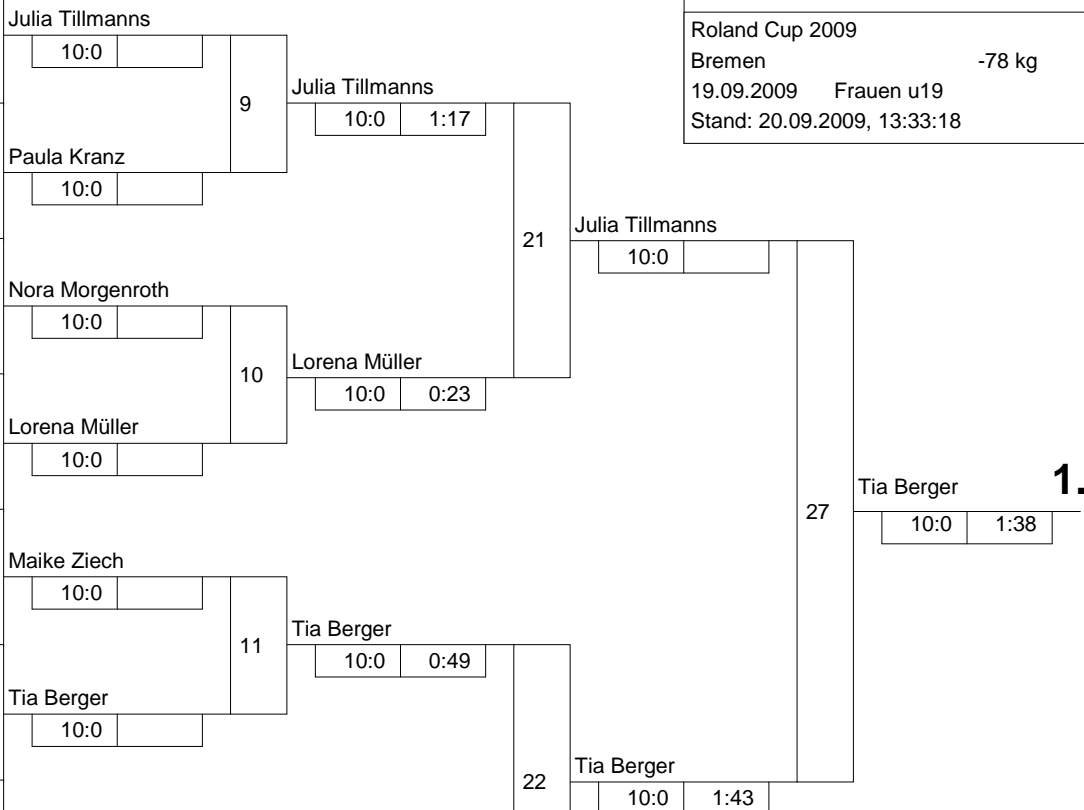 Julia Tillmanns
10:0
Roland Cup 2009
Bremen -78 kg
19.09.2009 Frauen u19
Stand: 20.09.2009, 13:33:18
9
Julia Tillmanns
10:0 1:17
Paula Kranz
10:0
21
Julia Tillmanns
10:0
Nora Morgenroth
10:0
10
Lorena Müller
10:0 0:23
Lorena Müller
10:0
27
Tia Berger 1.
10:0 1:38
Maike Ziech
10:0
11
Tia Berger
10:0 0:49
Tia Berger
10:0
22
Tia Berger
10:0 1:43